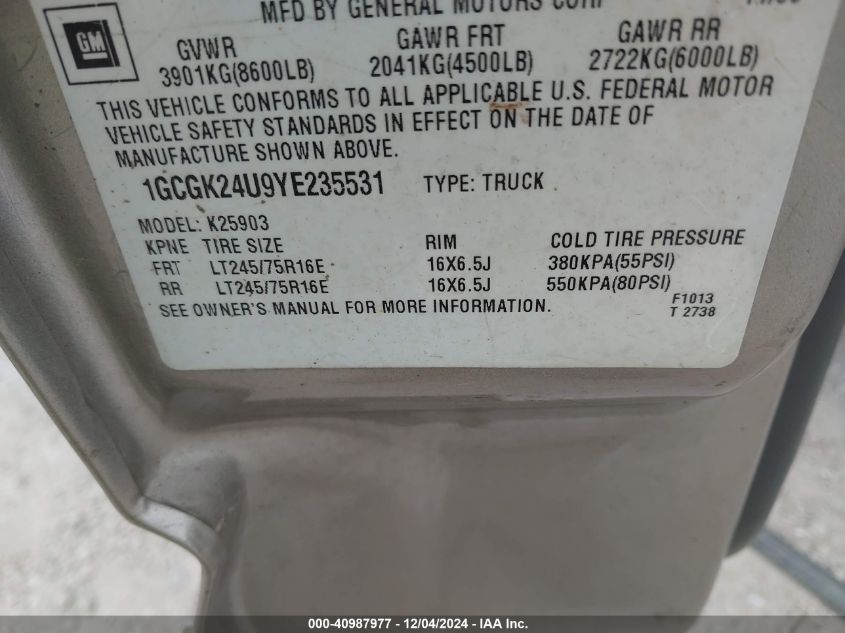 MFD BY GENERAL MOTORS CORP
GM
GVWR GAWR FRT GAWR RR
3901KG(8600LB) 2041KG(4500LB) 2722KG(6000LB)
THIS VEHICLE CONFORMS TO ALL APPLICABLE U.S. FEDERAL MOTOR
VEHICLE SAFETY STANDARDS IN EFFECT ON THE DATE OF
MANUFACTURE SHOWN ABOVE.
1GCGK24U9YE235531 TYPE: TRUCK
MODEL: K25903
KPNE TIRE SIZE RIM COLD TIRE PRESSURE
FRT LT245/75R16E 16X6.5J 380KPA(55PSI)
RR LT245/75R16E 16X6.5J 550KPA(80PSI)
SEE OWNER'S MANUAL FOR MORE INFORMATION.
F1013
T 2738
000-40987977 - 12/04/2024 - IAA Inc.